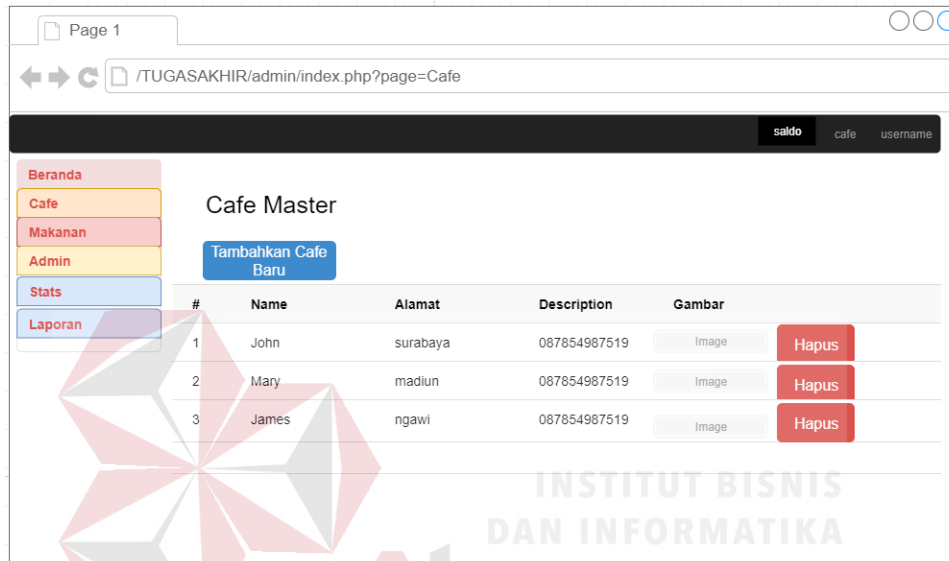 Page 1
/TUGASAKHIR/admin/index.php?page=Cafe
saldo cafe username
Beranda
Cafe
Makanan
Admin
Stats
Laporan
Cafe Master
Tambahkan Cafe
Baru
# Name Alamat Description Gambar
1 John surabaya 087854987519 Image Hapus
2 Mary madiun 087854987519 Image Hapus
3 James ngawi 087854987519 Image Hapus
INSTITUT BISNIS
DAN INFORMATIKA